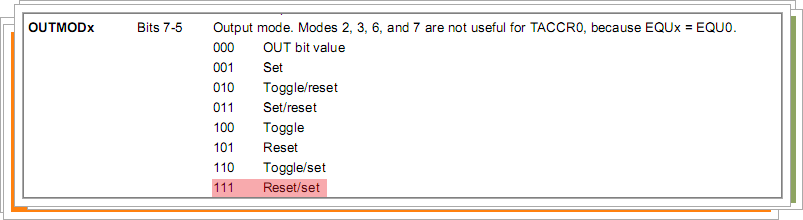 OUTMODx Bits 7-5 Output mode. Modes 2, 3, 6, and 7 are not useful for TACCR0, because EQUx = EQU0.
000 OUT bit value
001 Set
010 Toggle/reset
011 Set/reset
100 Toggle
101 Reset
110 Toggle/set
111 Reset/set